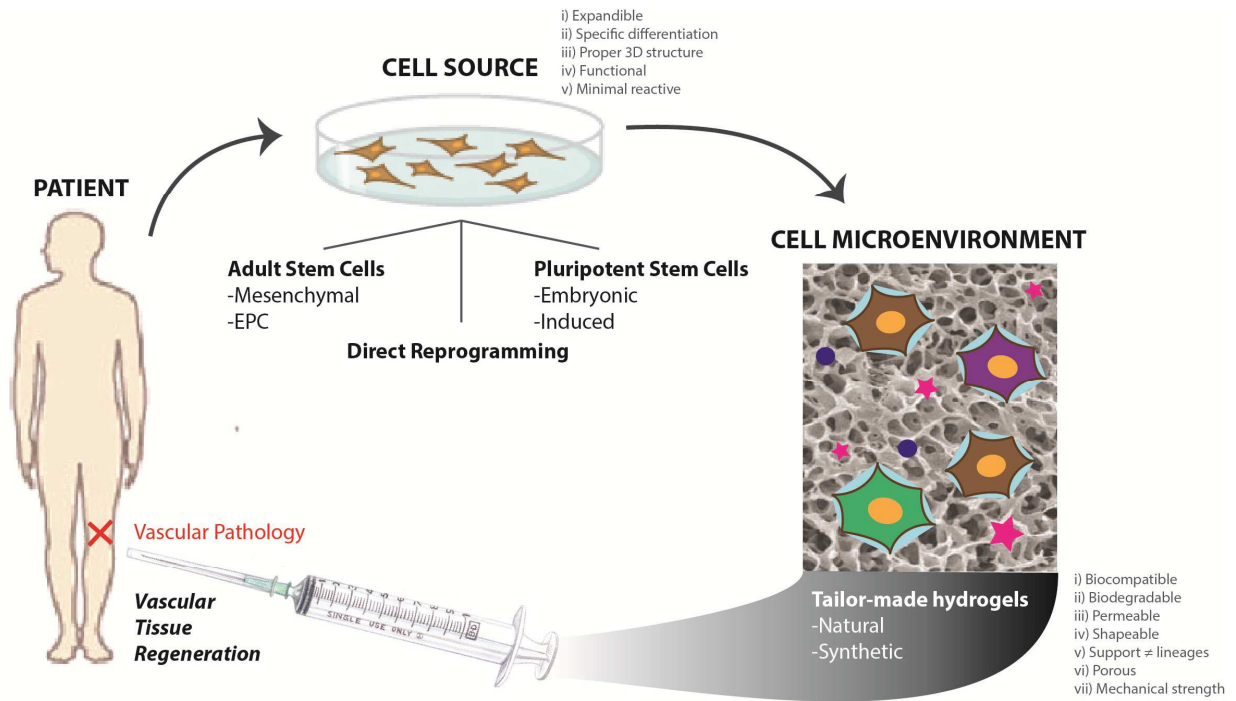 i) Expandible
ii) Specific differentiation
iii) Proper 3D structure
iv) Functional
v) Minimal reactive
CELL SOURCE
PATIENT
Adult Stem Cells
-Mesenchymal
-EPC
Pluripotent Stem Cells
-Embryonic
-Induced
Direct Reprogramming
CELL MICROENVIRONMENT
Vascular Pathology
Vascular
Tissue
Regeneration
SINGLE USE ONLY
Tailor-made hydrogels
-Natural
-Synthetic
i) Biocompatible
ii) Biodegradable
iii) Permeable
iv) Shapeable
v) Support ≠ lineages
vi) Porous
vii) Mechanical strength